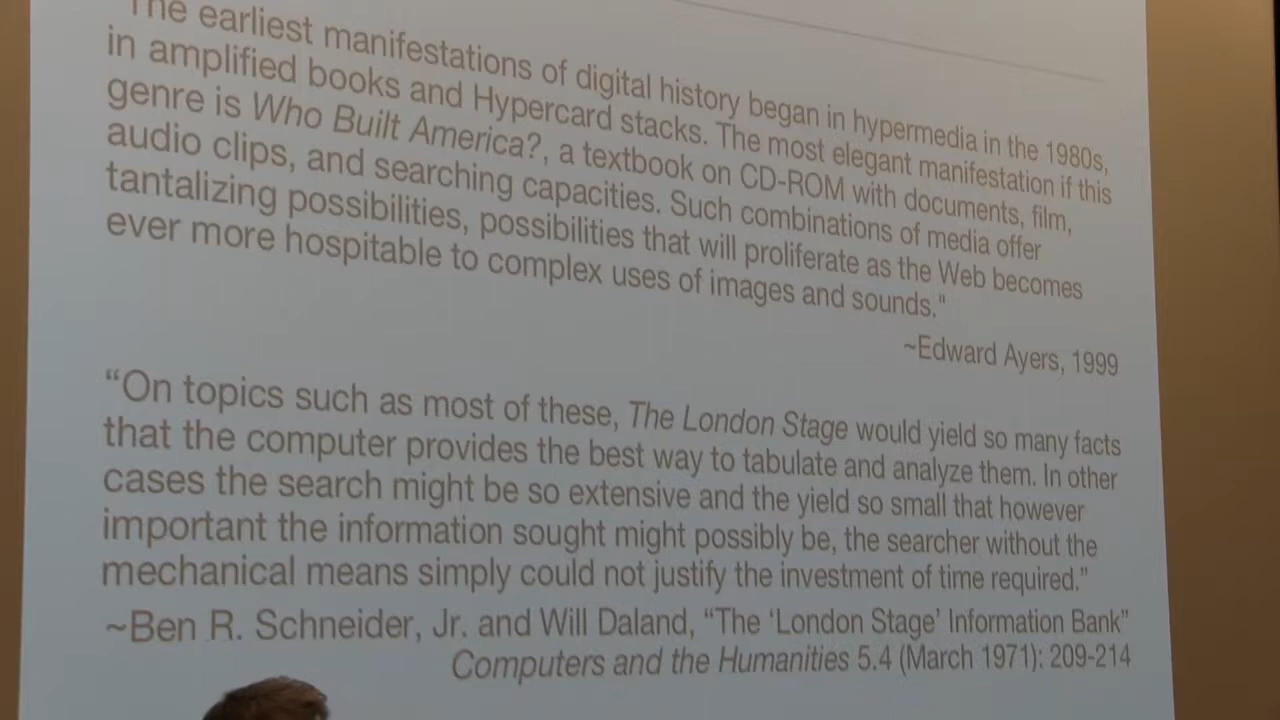 "The earliest manifestations of digital history began in hypermedia in the 1980s,
in amplified books and Hypercard stacks. The most elegant manifestation if this
genre is Who Built America?, a textbook on CD-ROM with documents, film,
audio clips, and searching capacities. Such combinations of media offer
tantalizing possibilities, possibilities that will proliferate as the Web becomes
ever more hospitable to complex uses of images and sounds."
~Edward Ayers, 1999
“On topics such as most of these, The London Stage would yield so many facts
that the computer provides the best way to tabulate and analyze them. In other
cases the search might be so extensive and the yield so small that however
important the information sought might possibly be, the searcher without the
mechanical means simply could not justify the investment of time required.”
~Ben R. Schneider, Jr. and Will Daland, “The ‘London Stage’ Information Bank”
Computers and the Humanities 5.4 (March 1971): 209-214